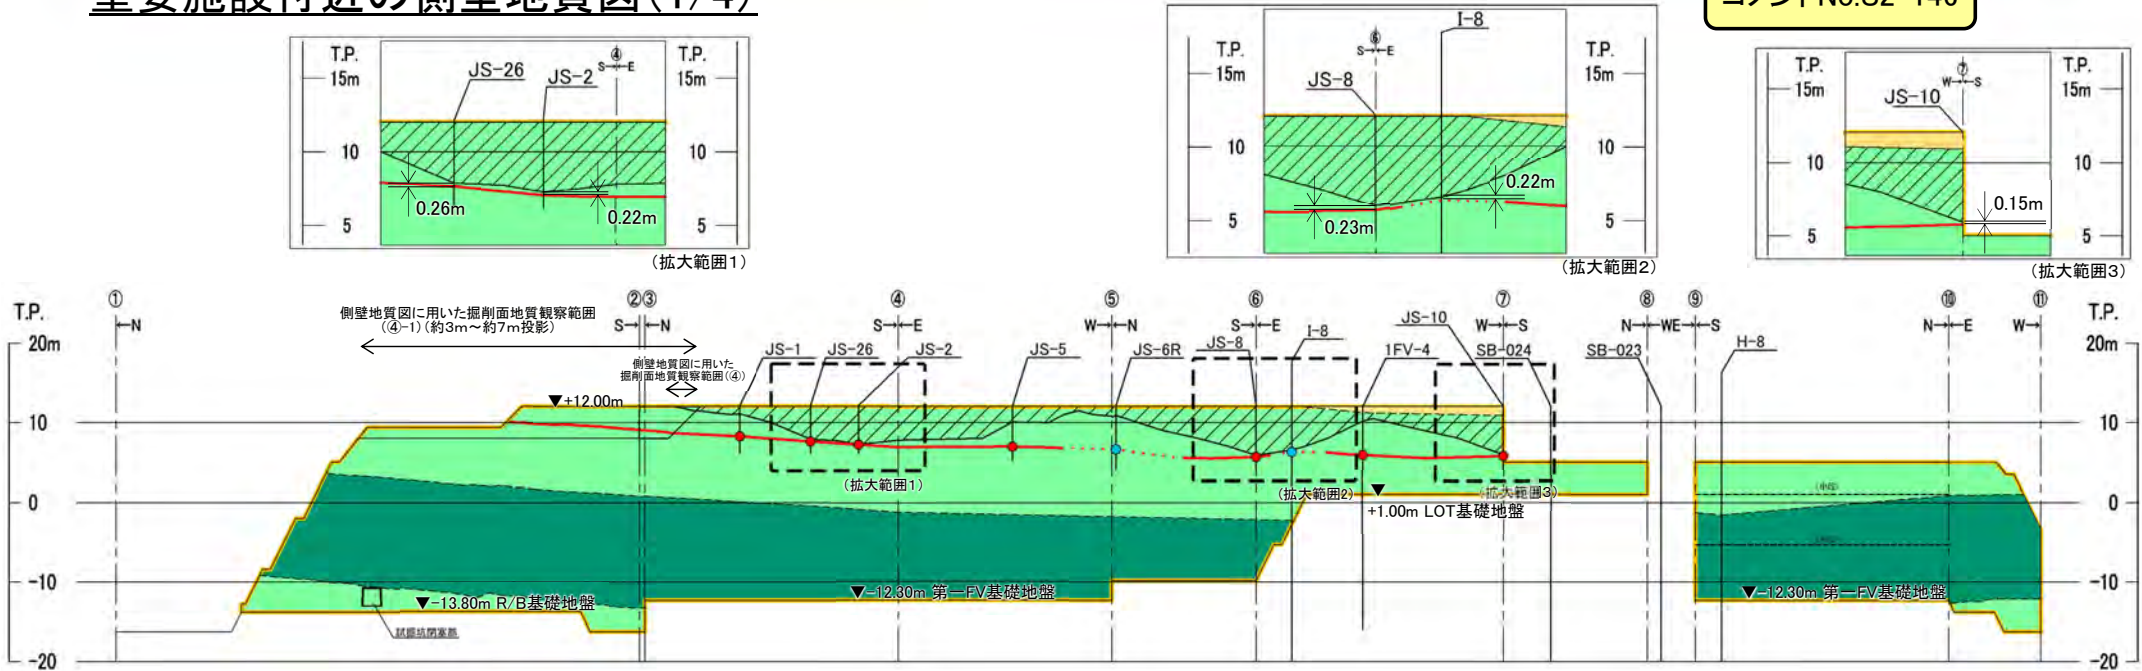 重要施設付近の側壁地質図(1/4)
コメントNo.S2-140
T.P.
15m
10
5
JS-26
JS-2
④
S E
0.26m
0.22m
T.P.
15m
10
5
(拡大範囲1)
T.P.
15m
10
5
JS-8
⑥
S E
I-8
0.23m
0.22m
T.P.
15m
10
5
(拡大範囲2)
T.P.
15m
10
5
JS-10
⑦
W S
0.15m
T.P.
15m
10
5
(拡大範囲3)
T.P.
20m
10
0
-10
-20
①
N
②③
S N
④
S E
⑤
W N
⑥
S E
⑦
W S
⑧
N W
⑨
E S
⑩
N E
⑪
W
T.P.
20m
10
0
-10
-20
側壁地質図に用いた掘削面地質観察範囲
(④-1)(約3m~約7m投影)
側壁地質図に用いた
掘削面地質観察範囲(④)
JS-1
JS-26
JS-2
JS-5
JS-6R
JS-8
I-8
1FV-4
JS-10
SB-024
SB-023
H-8
▼+12.00m
(拡大範囲1)
(拡大範囲2)
(拡大範囲3)
▼
+1.00m LOT基礎地盤
▼-13.80m R/B基礎地盤
▼-12.30m 第一FV基礎地盤
▼-12.30m 第一FV基礎地盤
試掘坑閉塞部